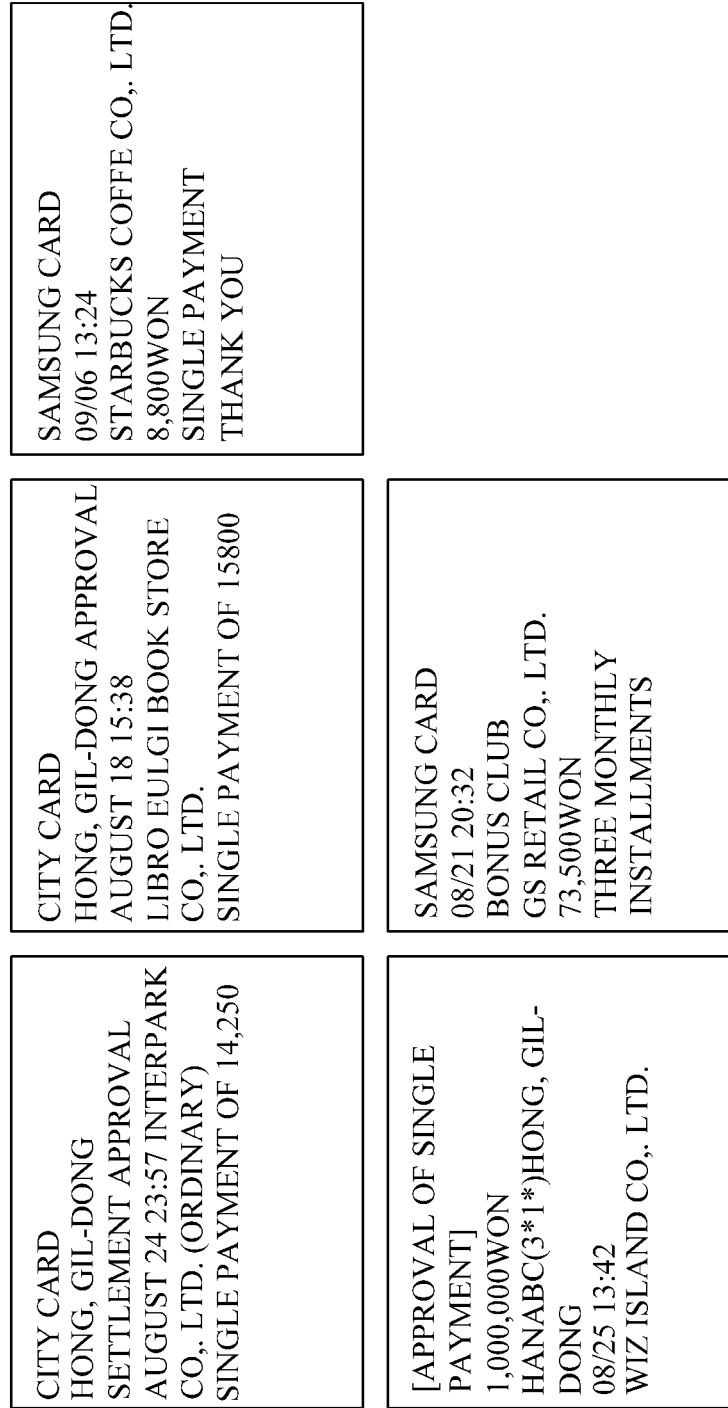 CITY CARD
HONG, GIL-DONG
SETTLEMENT APPROVAL
AUGUST 24 23:57 INTERPARK
CO,. LTD. (ORDINARY)
SINGLE PAYMENT OF 14,250
CITY CARD
HONG, GIL-DONG APPROVAL
AUGUST 18 15:38
LIBRO EULGI BOOK STORE
CO,. LTD.
SINGLE PAYMENT OF 15800
SAMSUNG CARD
09/06 13:24
STARBUCKS COFFE CO,. LTD.
8,800WON
SINGLE PAYMENT
THANK YOU
[APPROVAL OF SINGLE
PAYMENT]
1,000,000WON
HANABC(3*1*)HONG, GIL-
DONG
08/25 13:42
WIZ ISLAND CO,. LTD.
SAMSUNG CARD
08/21 20:32
BONUS CLUB
GS RETAIL CO,. LTD.
73,500WON
THREE MONTHLY
INSTALLMENTS